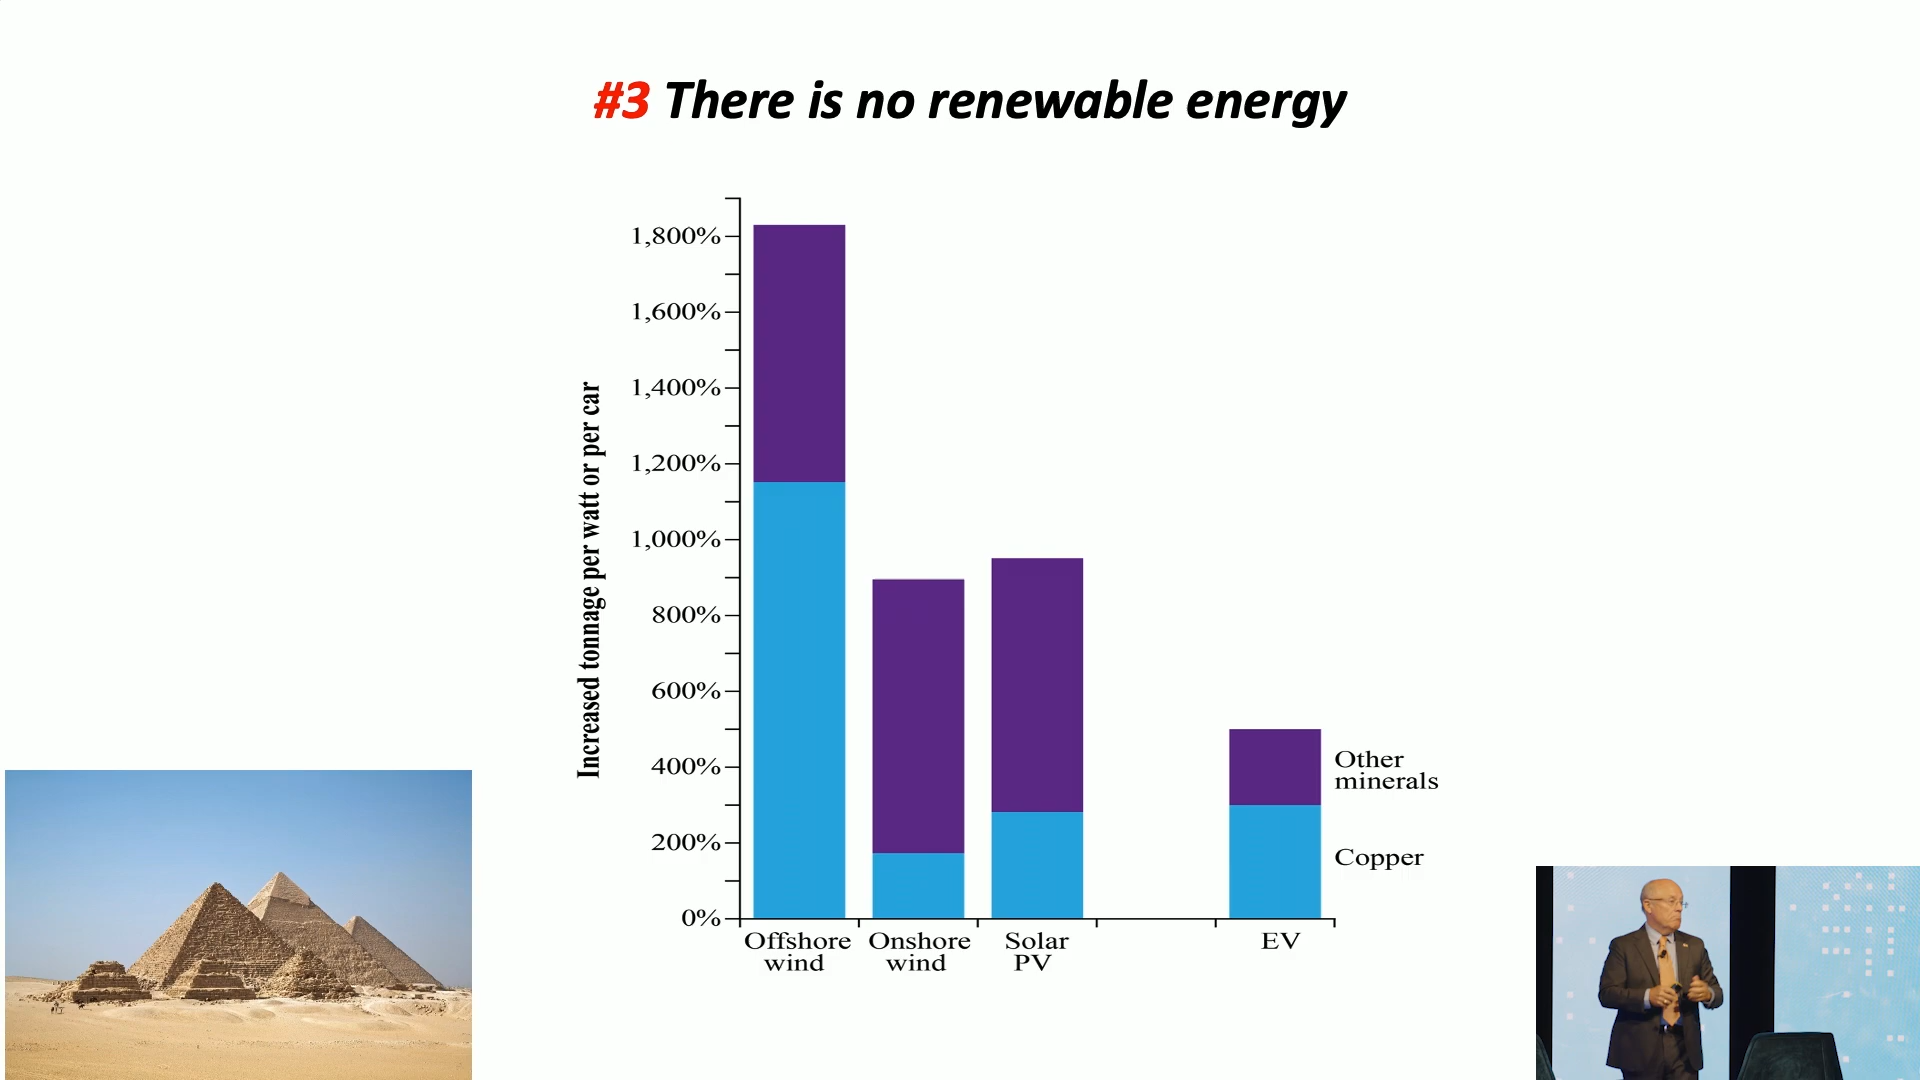 #3 There is no renewable energy
Increased tonnage per watt or per car
1,800%
1,600%
1,400%
1,200%
1,000%
800%
600%
400%
200%
0%
Offshore
wind
Onshore
wind
Solar
PV
EV
Other
minerals
Copper